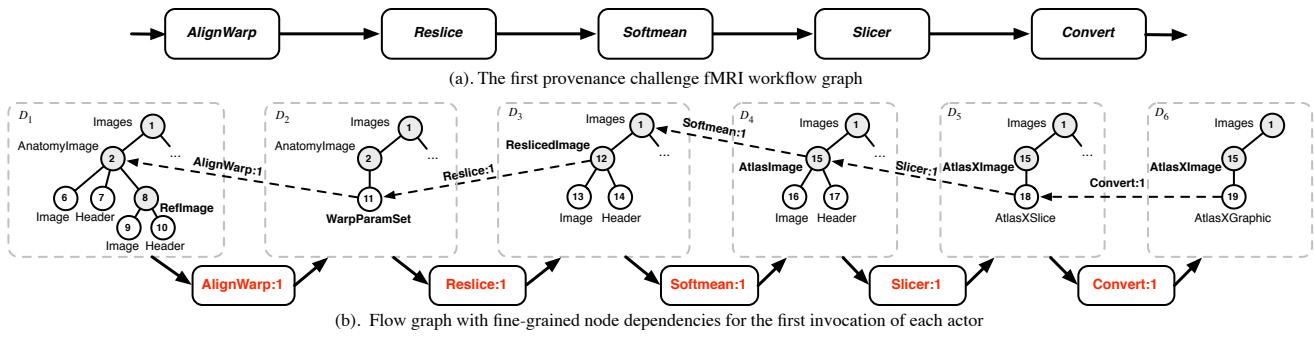 AlignWarp Reslice Softmean Slicer Convert
(a). The first provenance challenge fMRI workflow graph
D1 D2 D3 D4 D5 D6
Images 1 Images 1 Images 1 Softmean:1 Images 1 Images 1 Images 1
AnatomyImage 2 ... AlignWarp:1 AnatomyImage 2 ... Reslice:1 ReslicedImage 12 ... AtlasImage 15 ... Slicer:1 AtlasXImage 15 ... Convert:1 AtlasXImage 15
6 7 8 RefImage 11 13 14 16 17 18 19
Image Header WarpParamSet Image Header Image Header AtlasXSlice AtlasXGraphic
9 10
Image Header
AlignWarp:1 Reslice:1 Softmean:1 Slicer:1 Convert:1
(b). Flow graph with fine-grained node dependencies for the first invocation of each actor